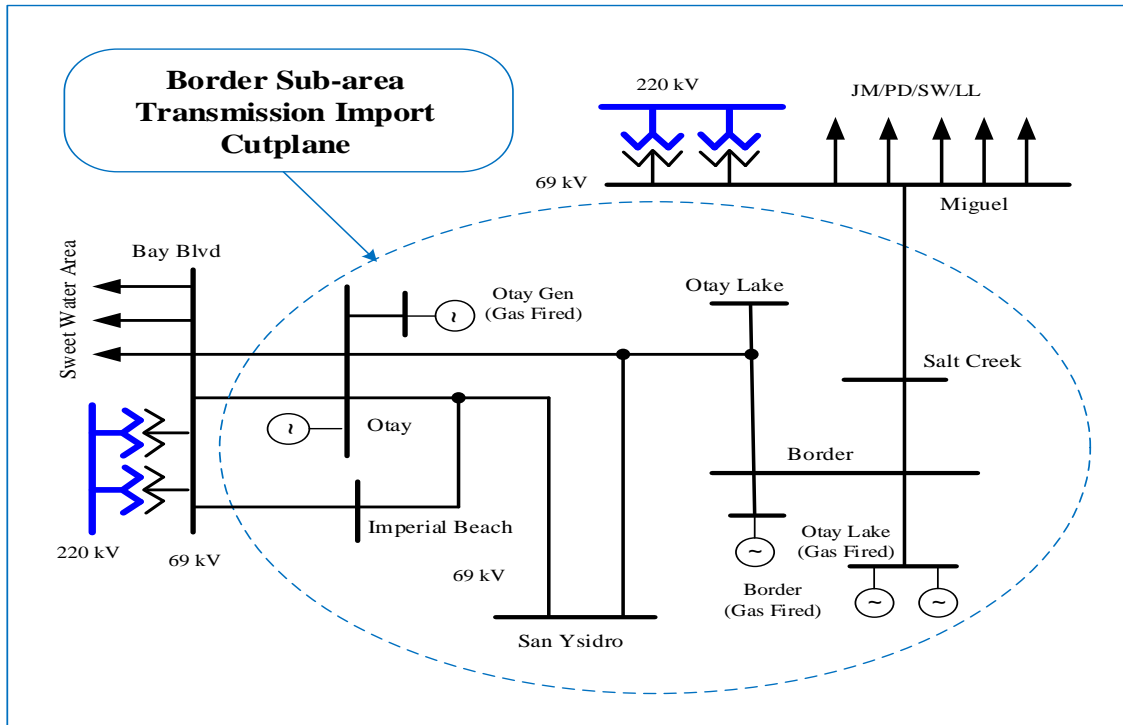 Border Sub-area
Transmission Import
Cutplane
220 kV
JM/PD/SW/LL
69 kV
Miguel
Sweet Water Area
Bay Blvd
Otay Gen
(Gas Fired)
Otay Lake
~
Salt Creek
~
Otay
Border
Imperial Beach
220 kV
69 kV
69 kV
Otay Lake
(Gas Fired)
~
Border
(Gas Fired)
~
~
San Ysidro